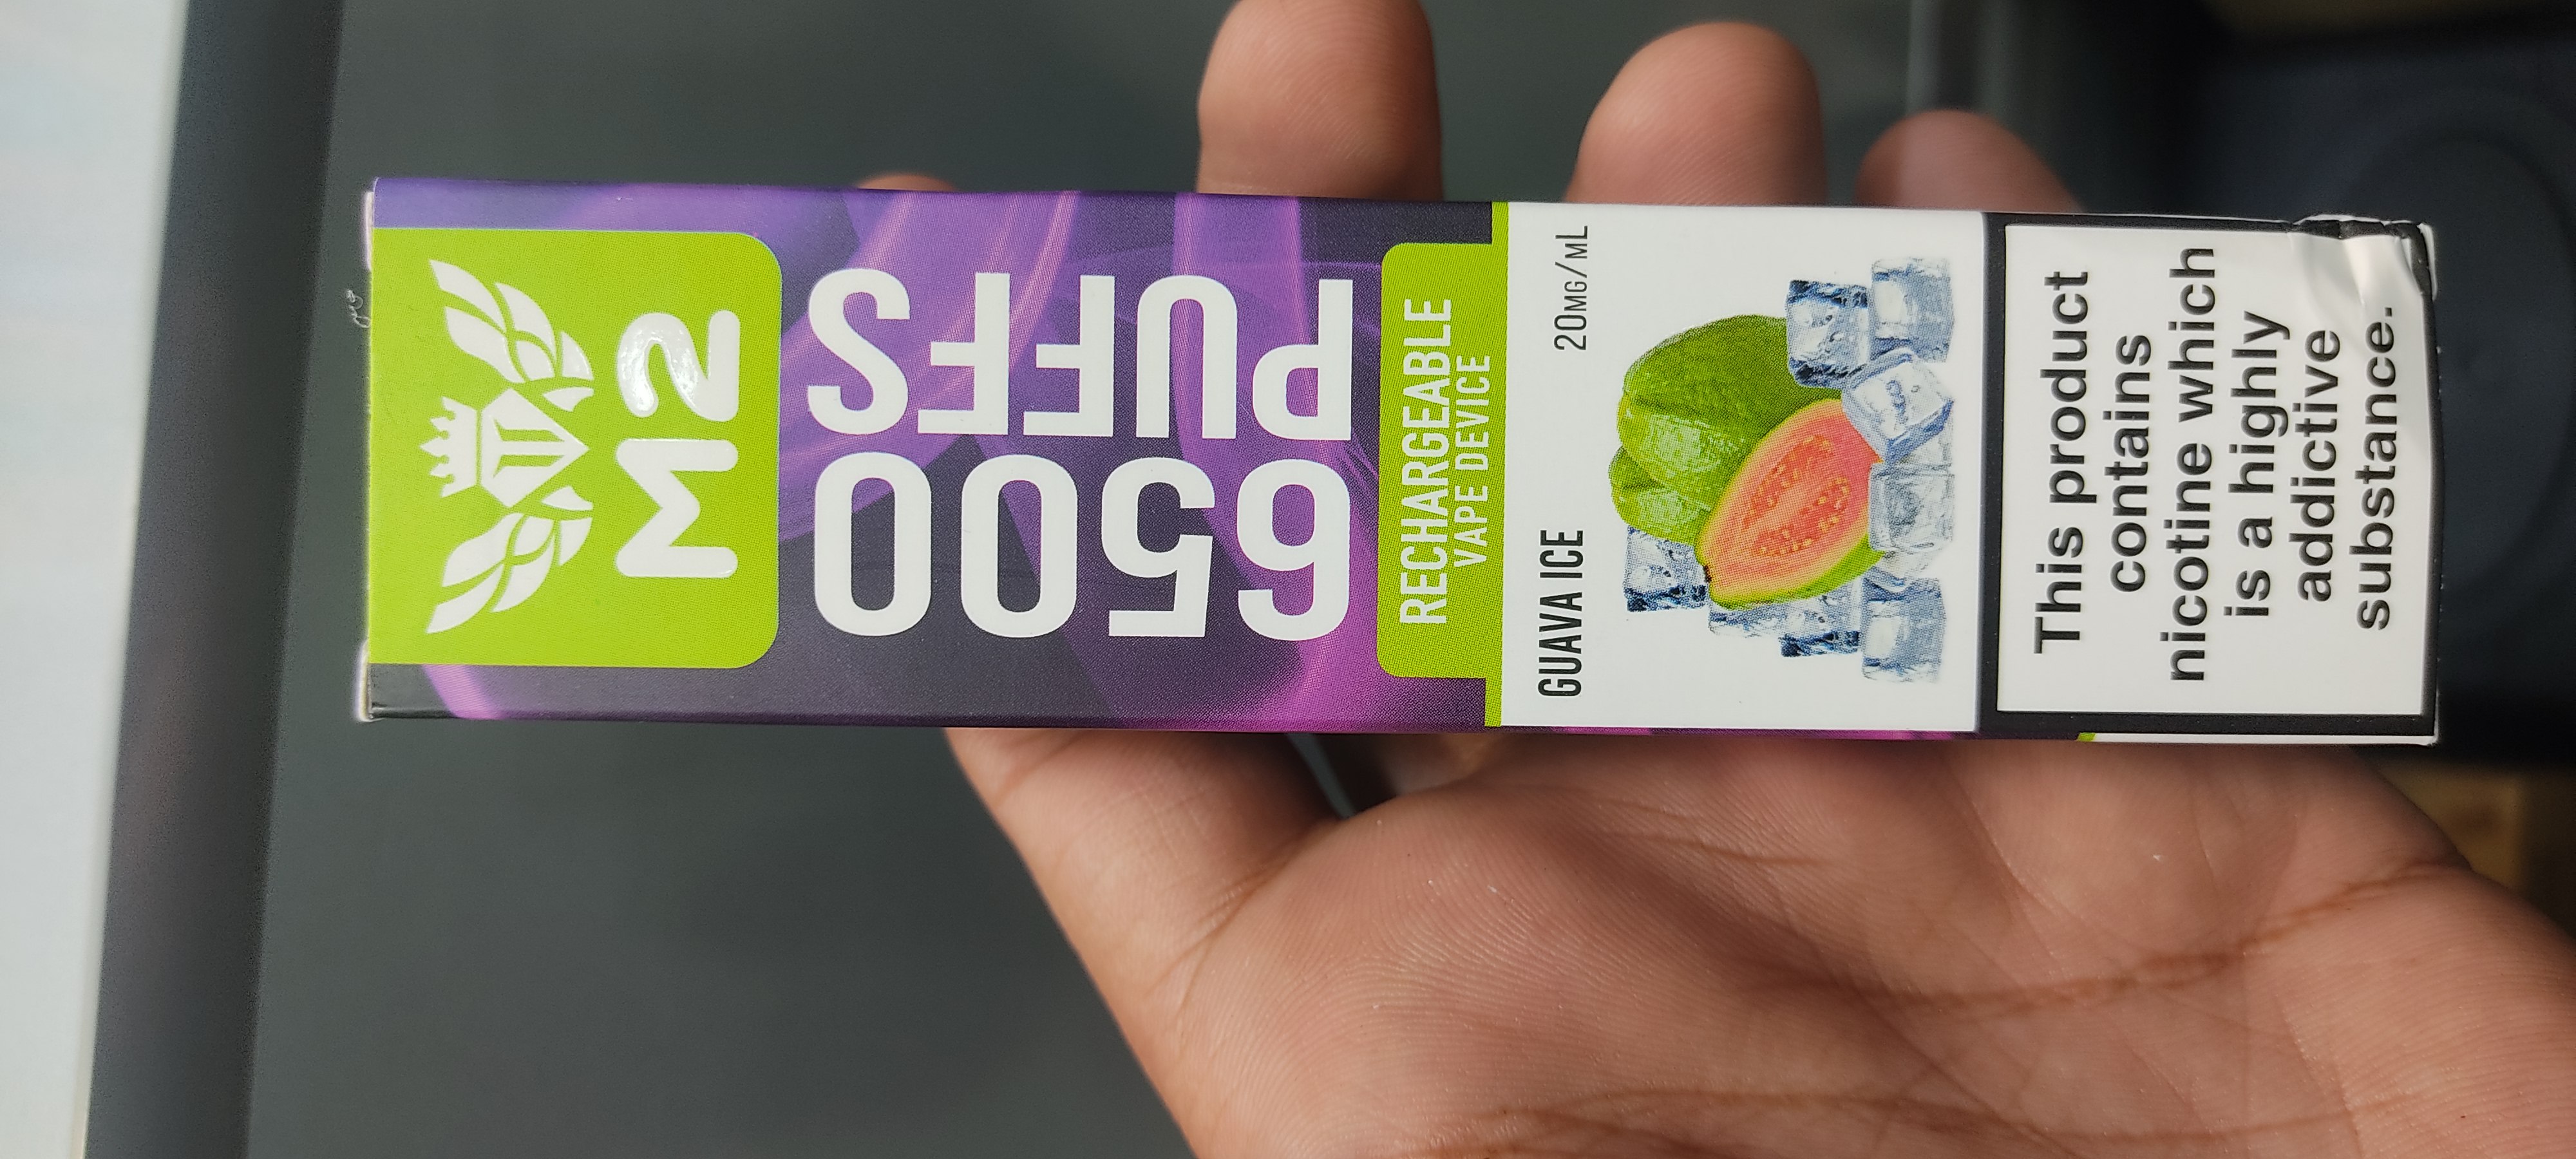 M2
6500
PUFFS
RECHARGEABLE
VAPE DEVICE
GUAVA ICE 20MG/ML
This product
contains
nicotine which
is a highly
addictive
substance.